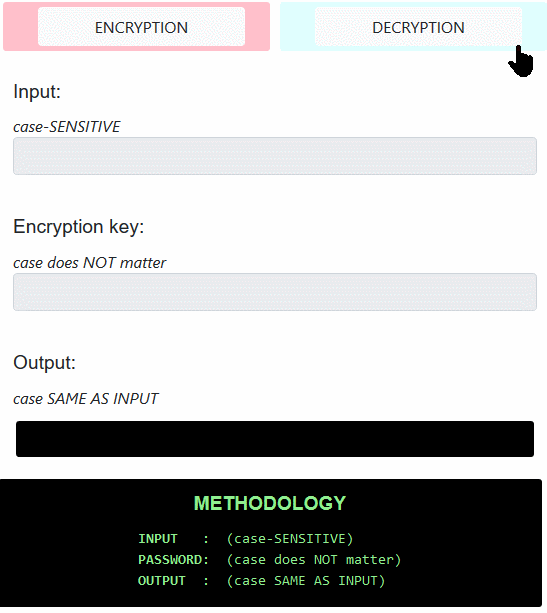 ENCRYPTION
DECRYPTION
Input:
case-SENSITIVE
Encryption key:
case does NOT matter
Output:
case SAME AS INPUT
METHODOLOGY
INPUT : (case-SENSITIVE)
PASSWORD: (case does NOT matter)
OUTPUT : (case SAME AS INPUT)